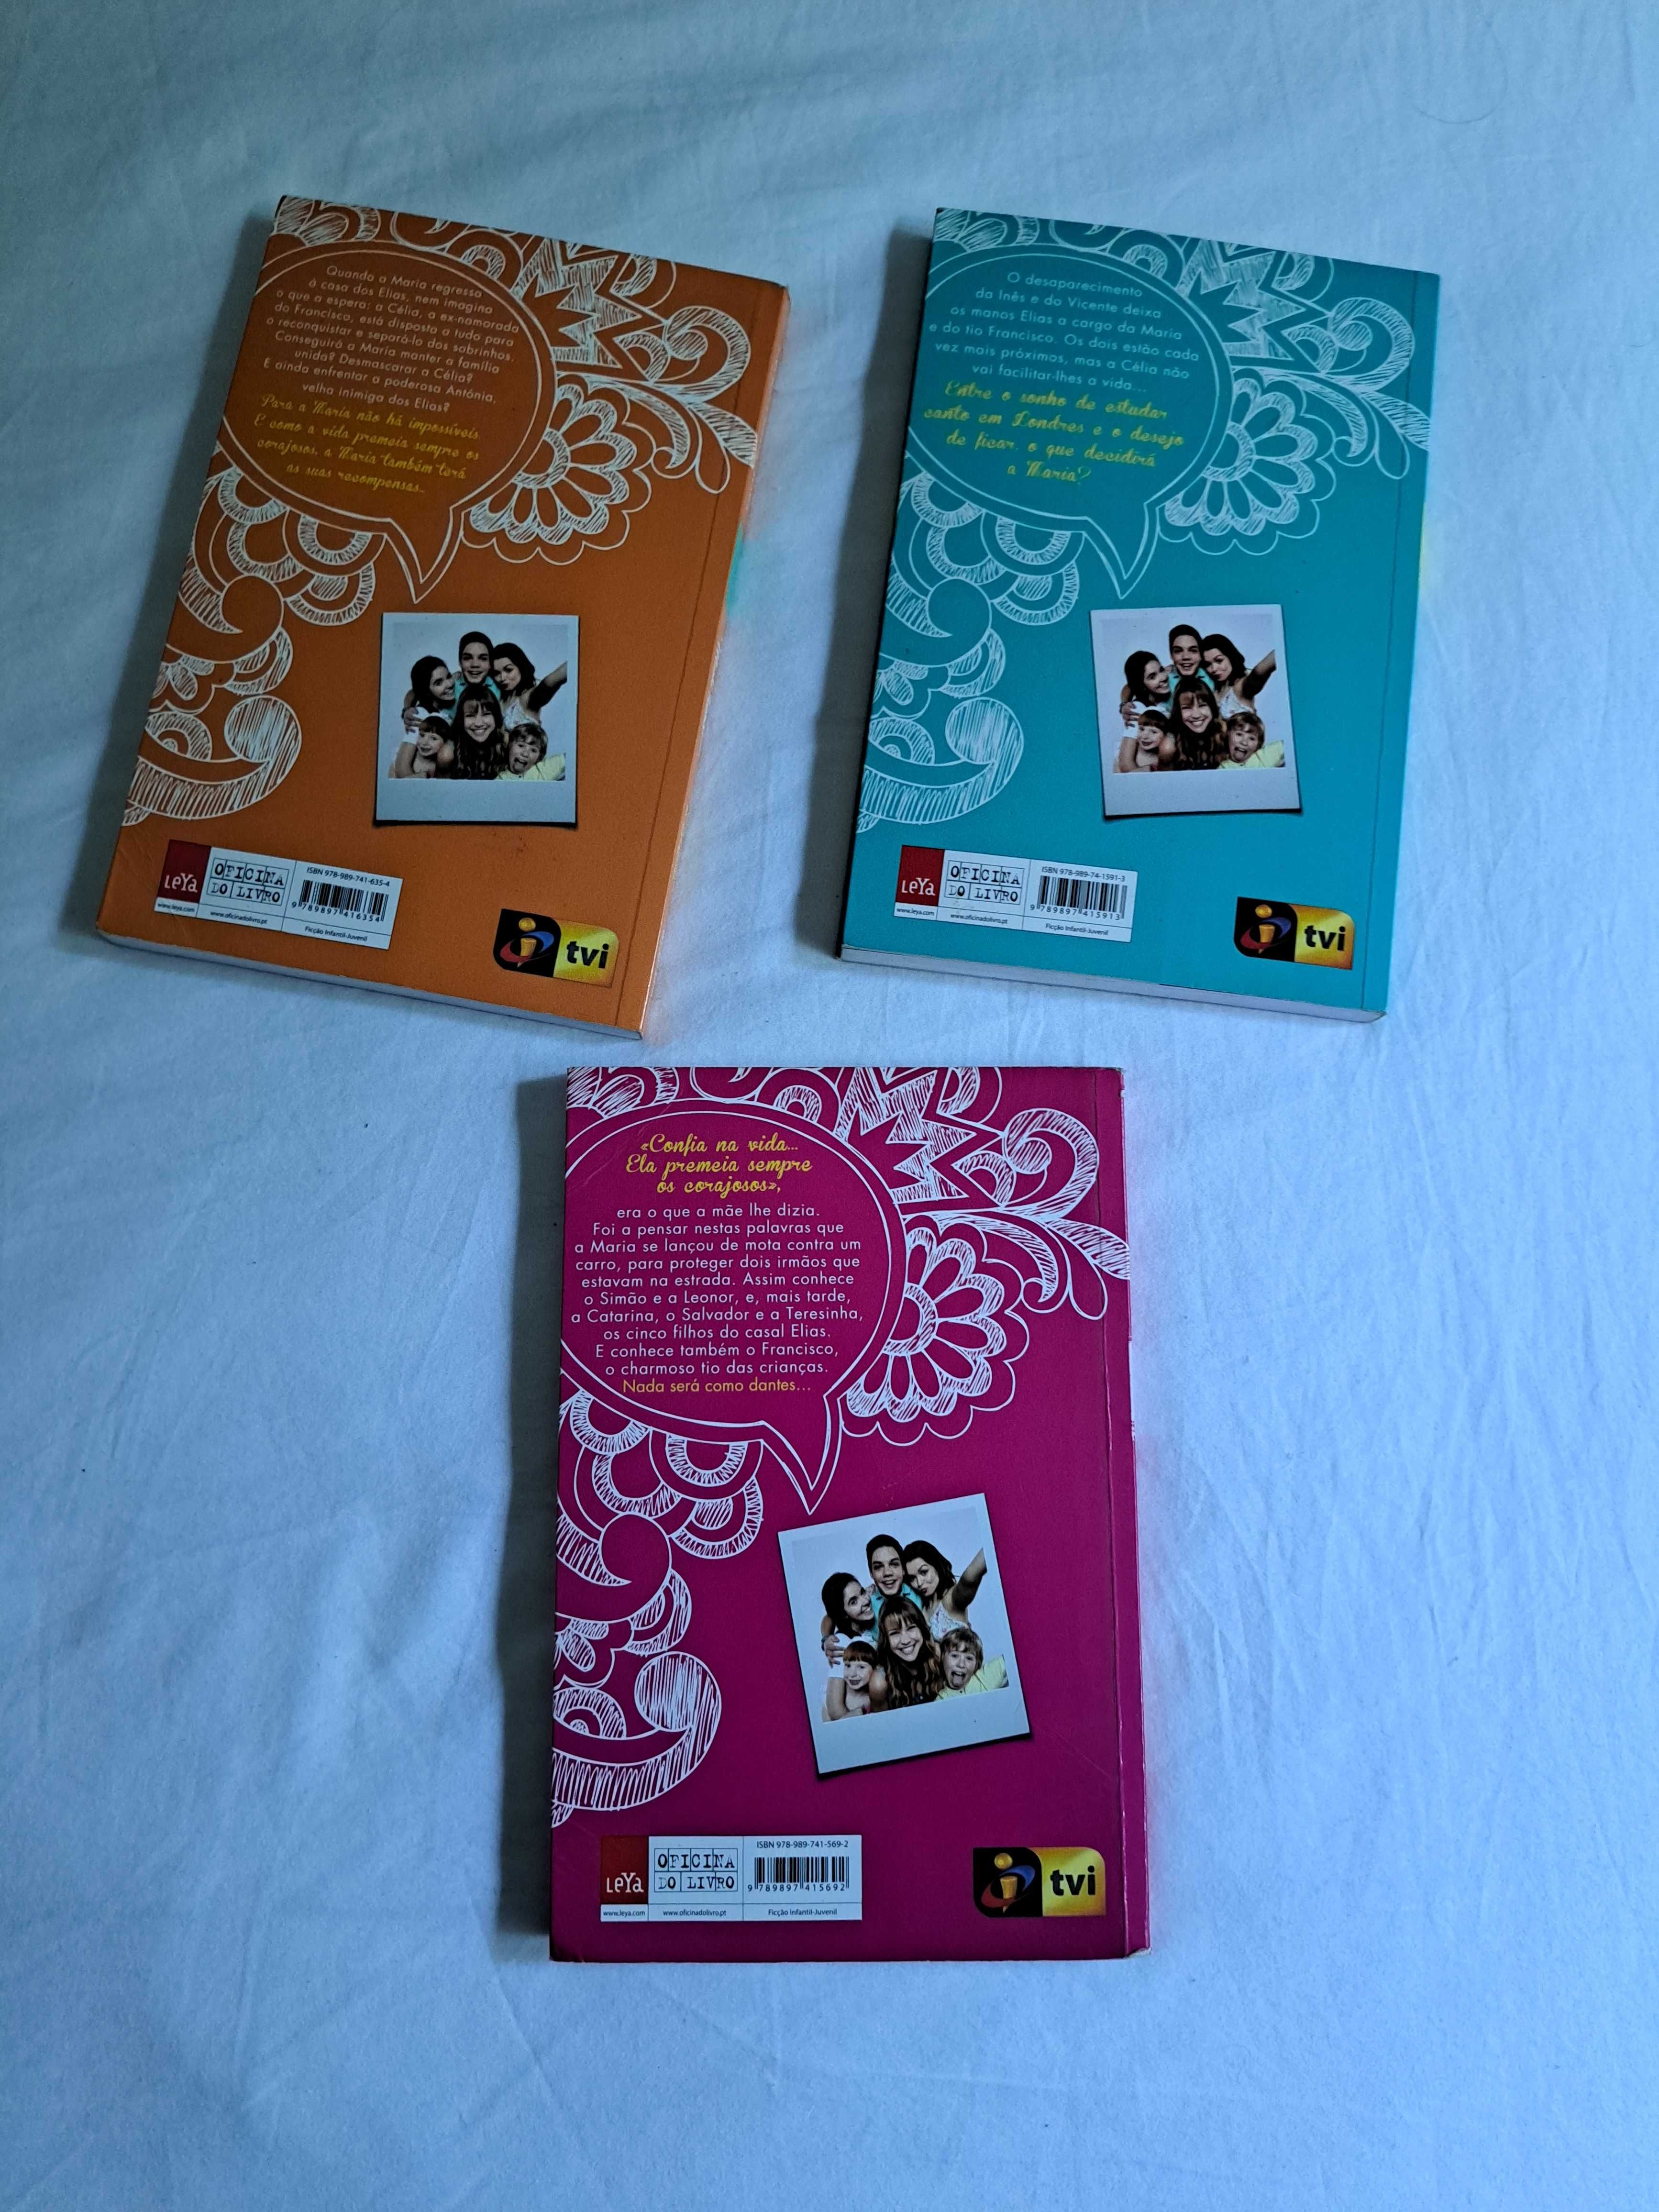 Quando a Maria regressa
à casa dos Elias, nem imagina
o que a espera: a Célia, a ex-namorada
do Francisco, está disposta a tudo para
o reconquistar e separá-lo dos sobrinhos.
Conseguirá a Maria manter a família
unida? Desmascarar a Célia?
E ainda enfrentar a poderosa Antónia,
velha inimiga dos Elias?
Para a Maria não há impossíveis.
E como a vida premeia sempre os
corajosos, a Maria também terá
as suas recompensas...
LeYa
www.leya.com
OFICINA
DO LIVRO
www.oficinadolivro.pt
ISBN 978-989-741-635-4
9 789897 416354
Ficção Infantil-Juvenil
tvi
O desaparecimento
da Inês e do Vicente deixa
os manos Elias a cargo da Maria
e do tio Francisco. Os dois estão cada
vez mais próximos, mas a Célia não
vai facilitar-lhes a vida...
Entre o sonho de estudar
canto em Londres e o desejo
de ficar, o que decidirá
a Maria?
LeYa
www.leya.com
OFICINA
DO LIVRO
www.oficinadolivro.pt
ISBN 978-989-74-1591-3
9 789897 415913
Ficção Infantil-Juvenil
tvi
«Confia na vida...
Ela premeia sempre
os corajosos»,
era o que a mãe lhe dizia.
Foi a pensar nestas palavras que
a Maria se lançou de mota contra um
carro, para proteger dois irmãos que
estavam na estrada. Assim conhece
o Simão e a Leonor, e, mais tarde,
a Catarina, o Salvador e a Teresinha,
os cinco filhos do casal Elias.
E conhece também o Francisco,
o charmoso tio das crianças.
Nada será como dantes...
LeYa
www.leya.com
OFICINA
DO LIVRO
www.oficinadolivro.pt
ISBN 978-989-741-569-2
9 789897 415692
Ficção Infantil-Juvenil
tvi